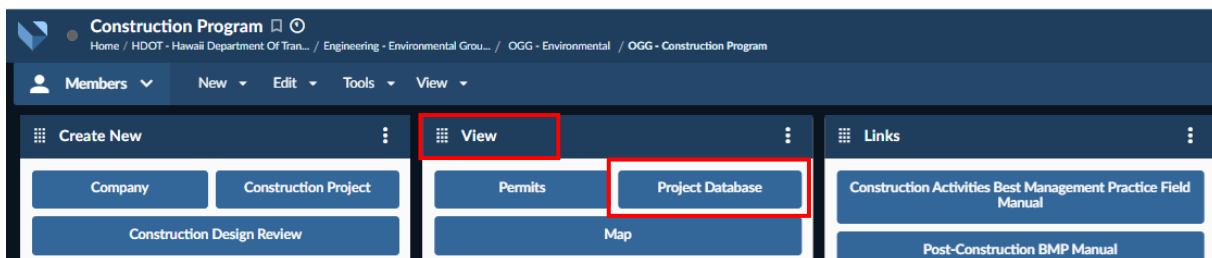 Construction Program
Home / HDOT - Hawaii Department Of Tran... / Engineering - Environmental Grou... / OGG - Environmental / OGG - Construction Program
Members New Edit Tools View
Create New
Company Construction Project
Construction Design Review
View
Permits Project Database
Map
Links
Construction Activities Best Management Practice Field
Manual
Post-Construction BMP Manual